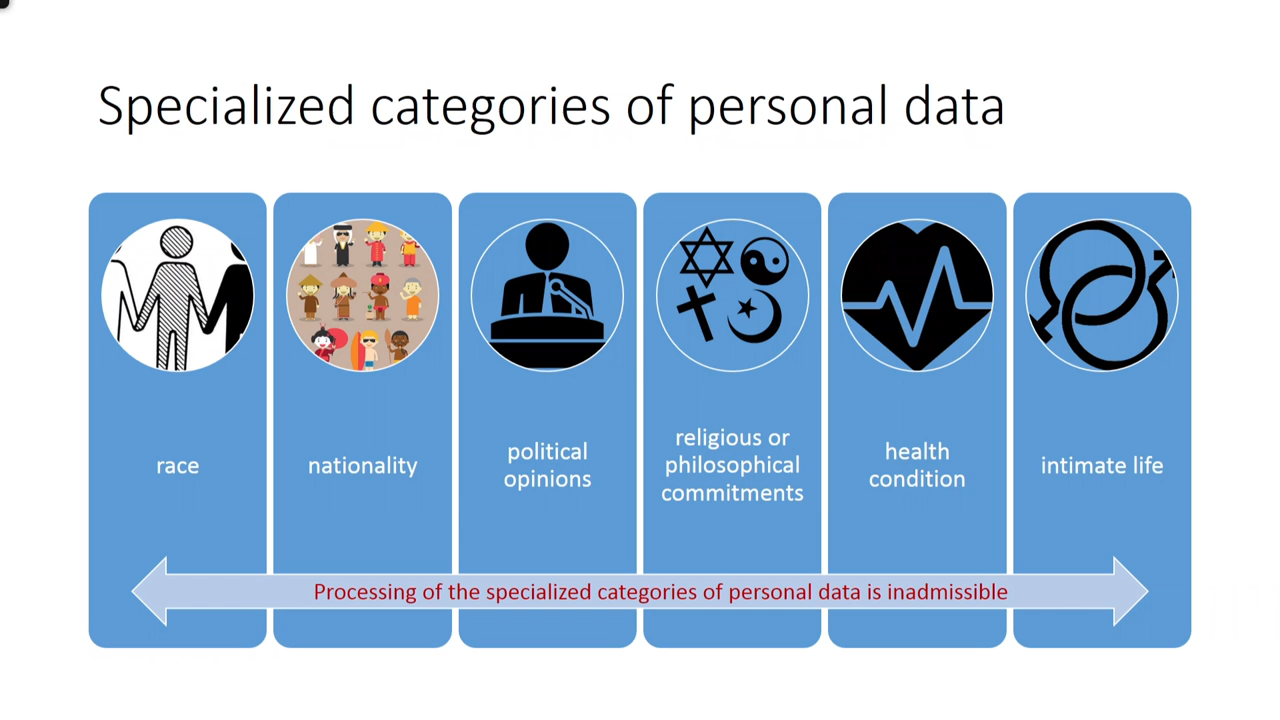 Specialized categories of personal data
race
nationality
political
opinions
religious or
philosophical
commitments
health
condition
intimate life
Processing of the specialized categories of personal data is inadmissible